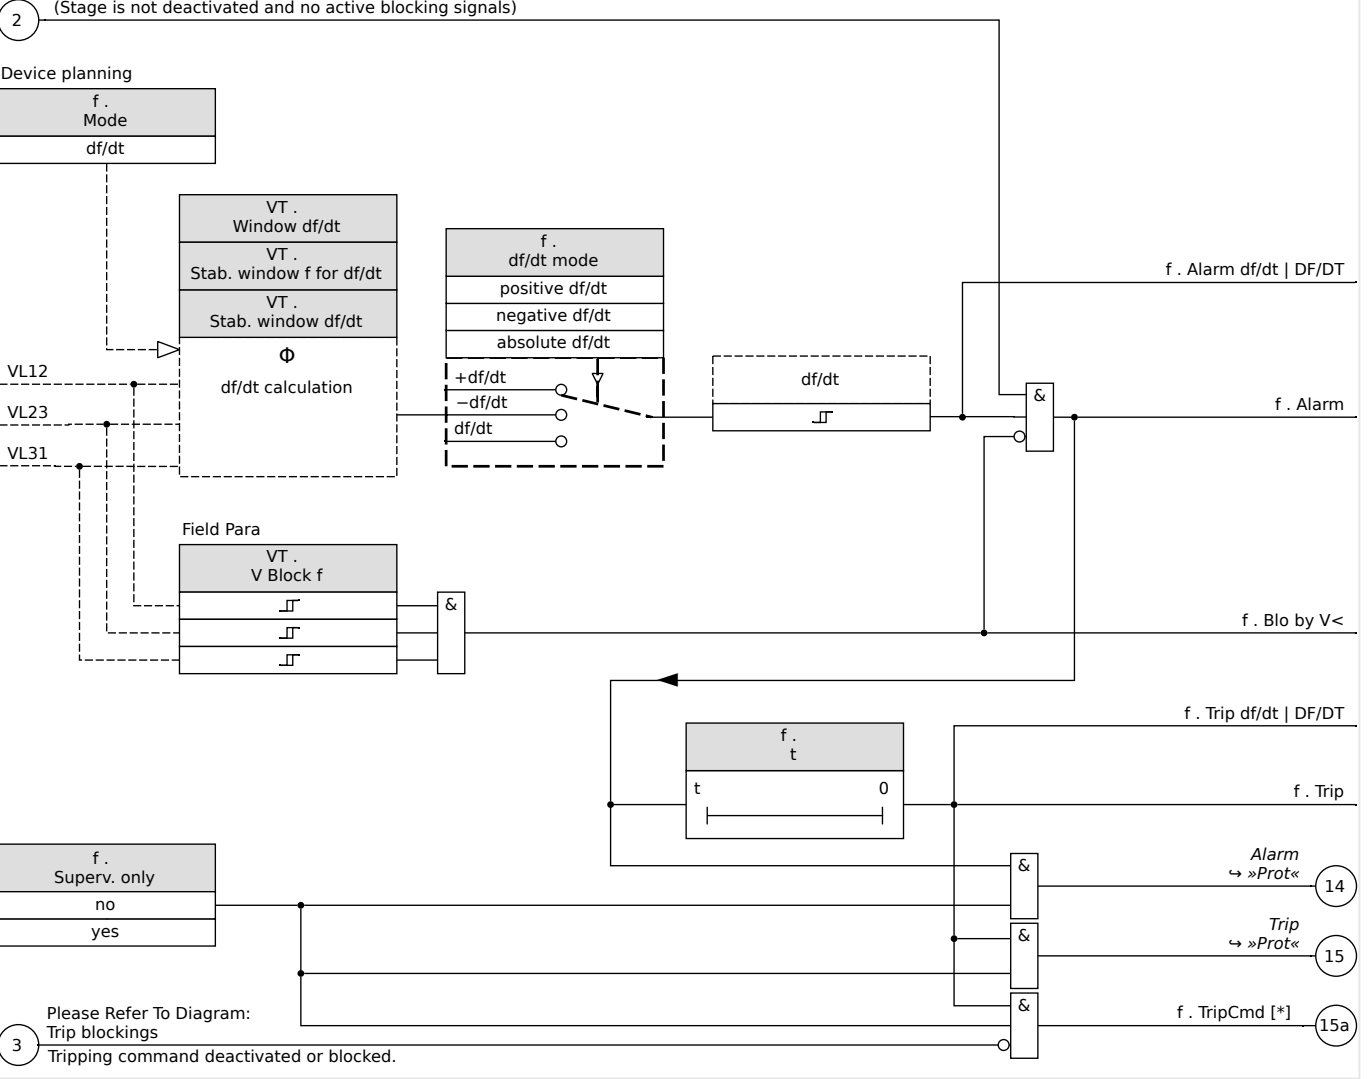 (Stage is not deactivated and no active blocking signals)
2
Device planning
f .
Mode
df/dt
VT .
Window df/dt
VT .
Stab. window f for df/dt
VT .
Stab. window df/dt
Φ
df/dt calculation
f .
df/dt mode
positive df/dt
negative df/dt
absolute df/dt
+df/dt
−df/dt
df/dt
df/dt
f . Alarm df/dt | DF/DT
&
f . Alarm
VL12
VL23
VL31
Field Para
VT .
V Block f
&
f . Blo by V<
f .
t
t 0
f . Trip df/dt | DF/DT
f . Trip
f .
Superv. only
no
yes
&
Alarm
↪ »Prot«
14
&
Trip
↪ »Prot«
15
&
f . TripCmd [*]
15a
Please Refer To Diagram:
Trip blockings
3
Tripping command deactivated or blocked.